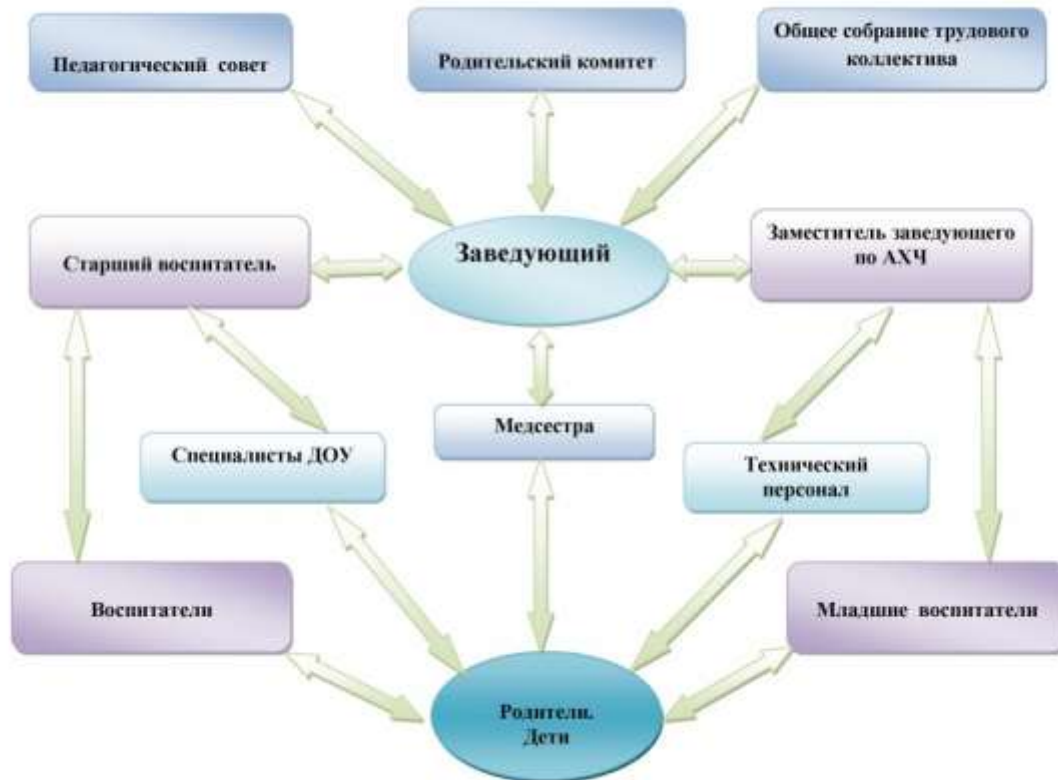 Педагогический совет
Родительский комитет
Общее собрание трудового
коллектива
Старший воспитатель
Заведующий
Заместитель заведующего
по АХЧ
Специалисты ДОУ
Медсестра
Технический
персонал
Воспитатели
Младшие воспитатели
Родители.
Дети